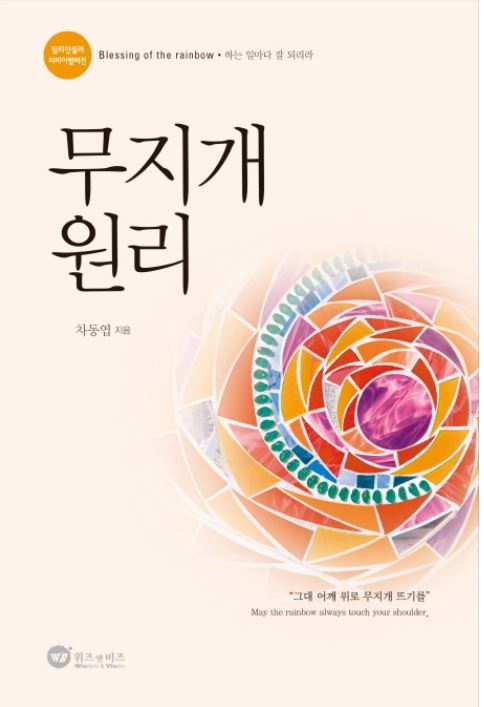 밀리언셀러
리바이벌버전
Blessing of the rainbow • 하는 일마다 잘 되리라
무지개
원리
차동엽 지음
“그대 어깨 위로 무지개 뜨기를”
May the rainbow always touch your shoulder.
WS 위즈앤비즈
Wisdom & Vision